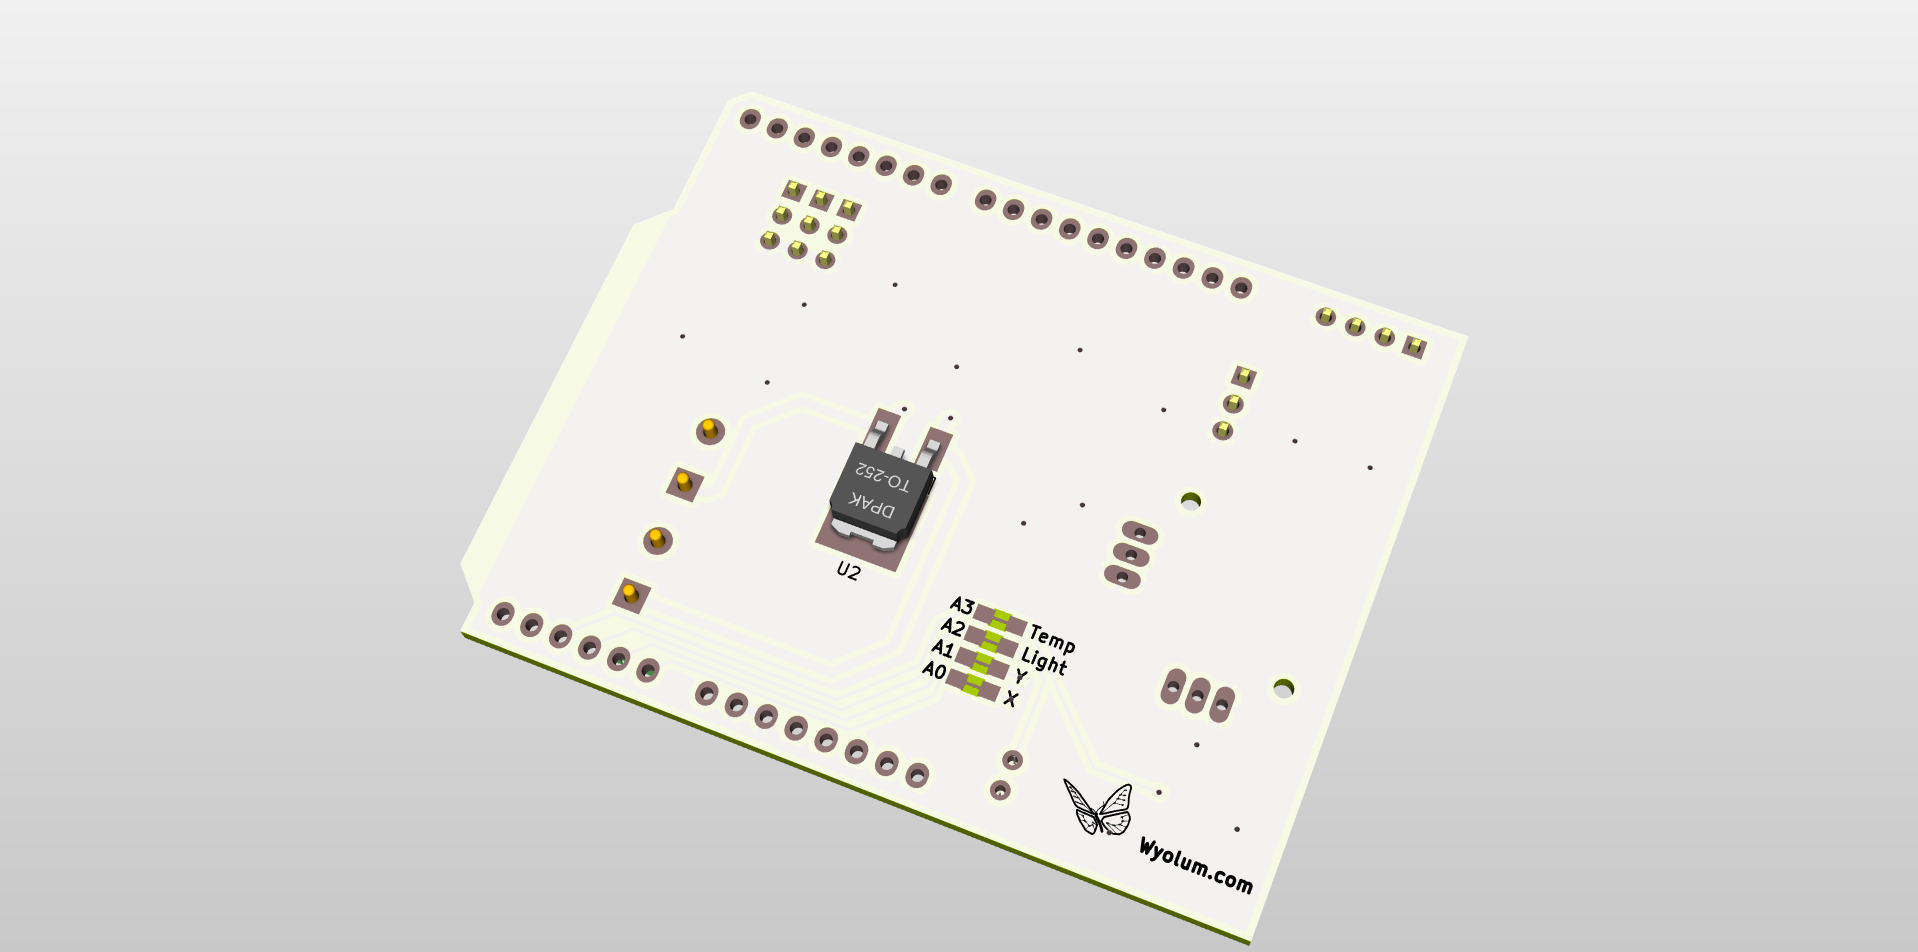 TO-252
DPAK
U2
A3 Temp
A2 Light
A1 Y
A0 X
Wyolum.com